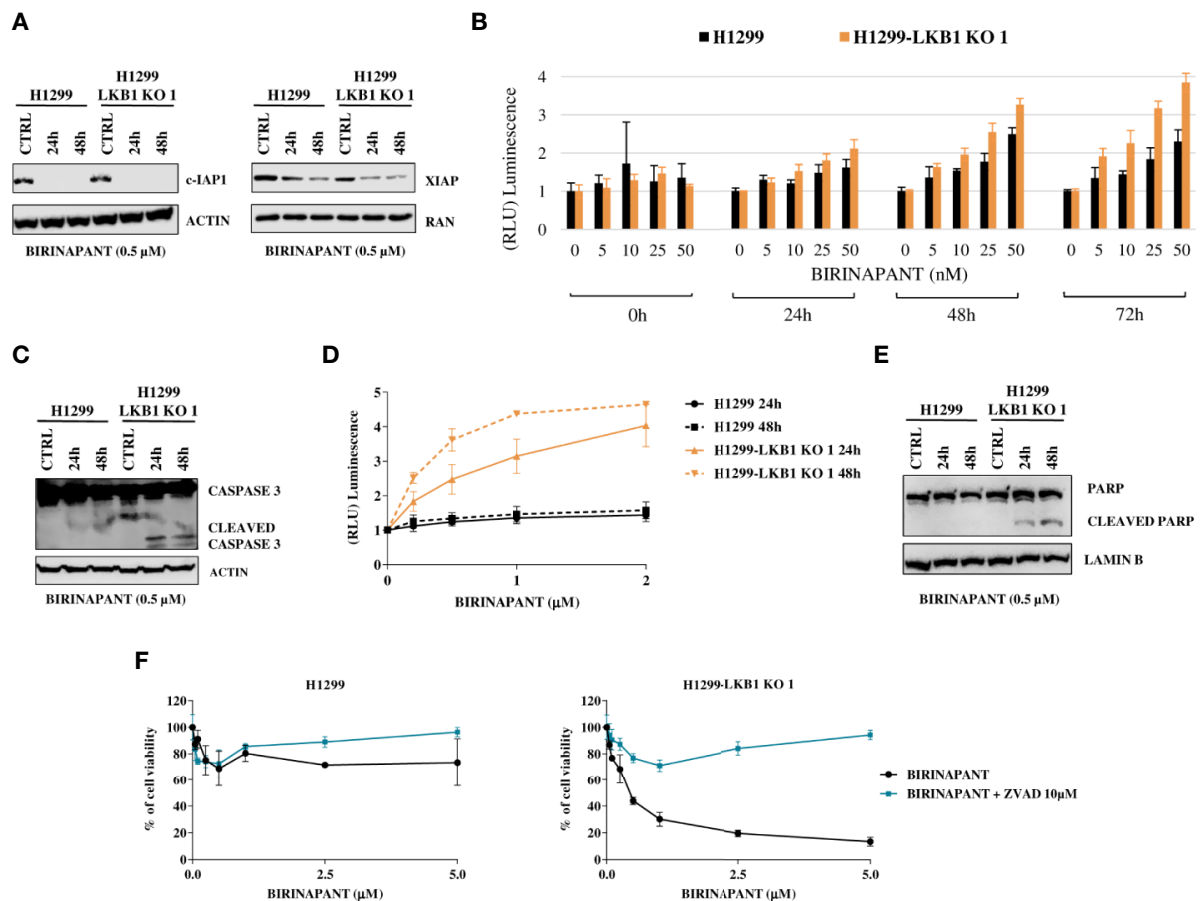 A
H1299
H1299
LKB1 KO 1
CTRL
24h
48h
CTRL
24h
48h
c-IAP1
ACTIN
BIRINAPANT (0.5 µM)
H1299
H1299
LKB1 KO 1
CTRL
24h
48h
CTRL
24h
48h
XIAP
RAN
BIRINAPANT (0.5 µM)
B
H1299
H1299-LKB1 KO 1
(RLU) Luminescence
4
3
2
1
0
0 5 10 25 50 0 5 10 25 50 0 5 10 25 50 0 5 10 25 50
BIRINAPANT (nM)
0h 24h 48h 72h
C
H1299
H1299
LKB1 KO 1
CTRL
24h
48h
CTRL
24h
48h
CASPASE 3
CLEAVED
CASPASE 3
ACTIN
BIRINAPANT (0.5 µM)
D
(RLU) Luminescence
5
4
3
2
1
0
0 1 2
BIRINAPANT (µM)
H1299 24h
H1299 48h
H1299-LKB1 KO 1 24h
H1299-LKB1 KO 1 48h
E
H1299
H1299
LKB1 KO 1
CTRL
24h
48h
CTRL
24h
48h
PARP
CLEAVED PARP
LAMIN B
BIRINAPANT (0.5 µM)
F
H1299
% of cell viability
120
100
80
60
40
20
0
0.0 2.5 5.0
BIRINAPANT (µM)
H1299-LKB1 KO 1
% of cell viability
120
100
80
60
40
20
0
0.0 2.5 5.0
BIRINAPANT (µM)
BIRINAPANT
BIRINAPANT + ZVAD 10µM